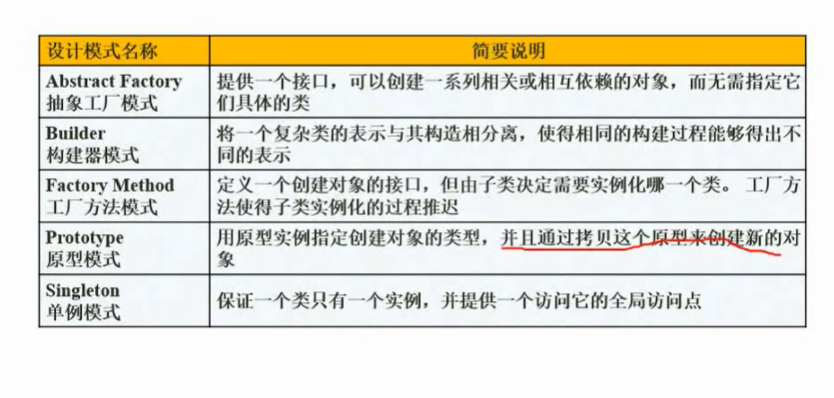 设计模式名称
简要说明
Abstract Factory
抽象工厂模式
提供一个接口，可以创建一系列相关或相互依赖的对象，而无需指定它
们具体的类
Builder
构建器模式
将一个复杂类的表示与其构造相分离，使得相同的构建过程能够得出不
同的表示
Factory Method
工厂方法模式
定义一个创建对象的接口，但由子类决定需要实例化哪一个类。 工厂方
法使得子类实例化的过程推迟
Prototype
原型模式
用原型实例指定创建对象的类型，并且通过拷贝这个原型来创建新的对
象
Singleton
单例模式
保证一个类只有一个实例，并提供一个访问它的全局访问点